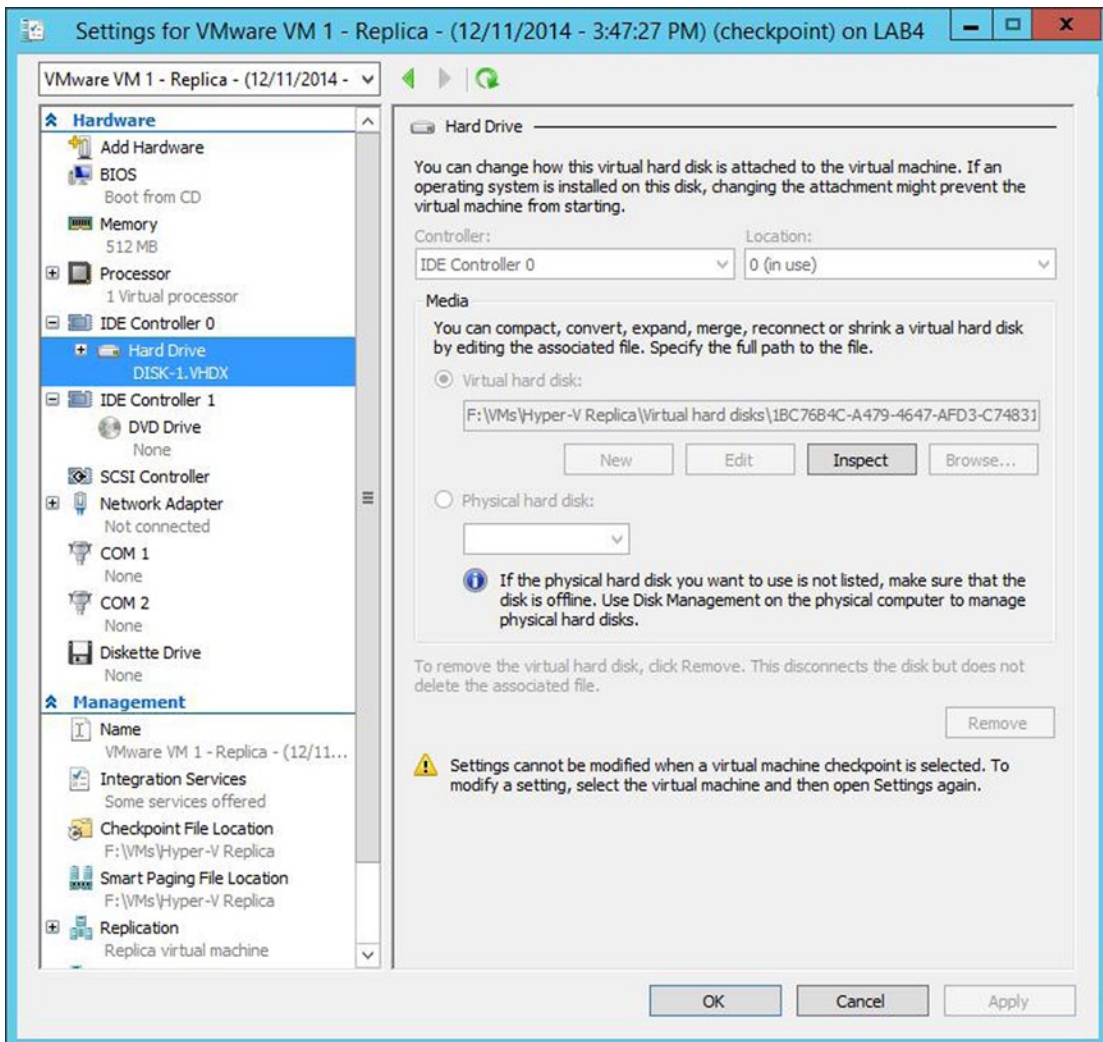 Settings for VMware VM 1 - Replica - (12/11/2014 - 3:47:27 PM) (checkpoint) on LAB4
VMware VM 1 - Replica - (12/11/2014 -
Hardware
Add Hardware
BIOS
Boot from CD
Memory
512 MB
Processor
1 Virtual processor
IDE Controller 0
Hard Drive
DISK-1.VHDX
IDE Controller 1
DVD Drive
None
SCSI Controller
Network Adapter
Not connected
COM 1
None
COM 2
None
Diskette Drive
None
Management
Name
VMware VM 1 - Replica - (12/11...
Integration Services
Some services offered
Checkpoint File Location
F:\VMs\Hyper-V Replica
Smart Paging File Location
F:\VMs\Hyper-V Replica
Replication
Replica virtual machine
Hard Drive
You can change how this virtual hard disk is attached to the virtual machine. If an
operating system is installed on this disk, changing the attachment might prevent the
virtual machine from starting.
Controller: Location:
IDE Controller 0 0 (in use)
Media
You can compact, convert, expand, merge, reconnect or shrink a virtual hard disk
by editing the associated file. Specify the full path to the file.
Virtual hard disk:
F:\VMs\Hyper-V Replica\Virtual hard disks\1BC76B4C-A479-4647-AFD3-C74831
New Edit Inspect Browse...
Physical hard disk:
If the physical hard disk you want to use is not listed, make sure that the
disk is offline. Use Disk Management on the physical computer to manage
physical hard disks.
To remove the virtual hard disk, click Remove. This disconnects the disk but does not
delete the associated file.
Remove
Settings cannot be modified when a virtual machine checkpoint is selected. To
modify a setting, select the virtual machine and then open Settings again.
OK Cancel Apply